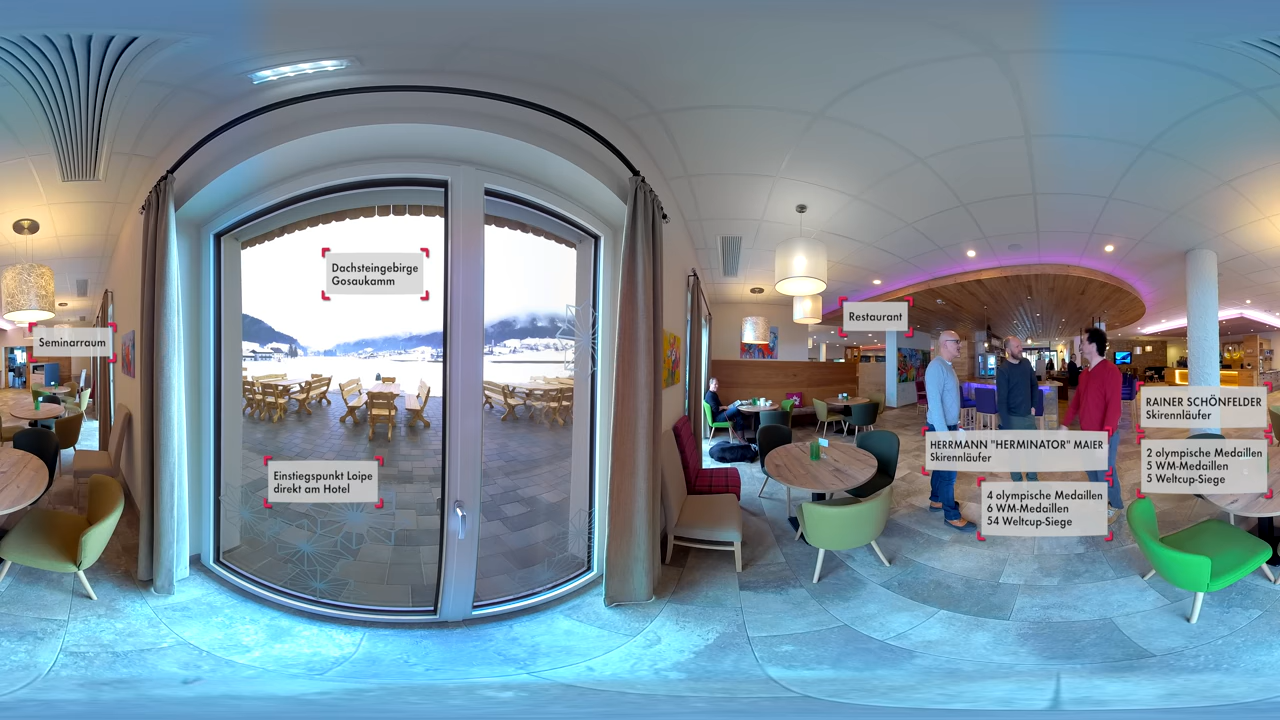 Seminarraum
Dachsteingebirge
Gosaukamm
Einstiegspunkt Loipe
direkt am Hotel
Restaurant
HERRMANN "HERMINATOR" MAIER
Skirennläufer
4 olympische Medaillen
6 WM-Medaillen
54 Weltcup-Siege
RAINER SCHÖNFELDER
Skirennläufer
2 olympische Medaillen
5 WM-Medaillen
5 Weltcup-Siege